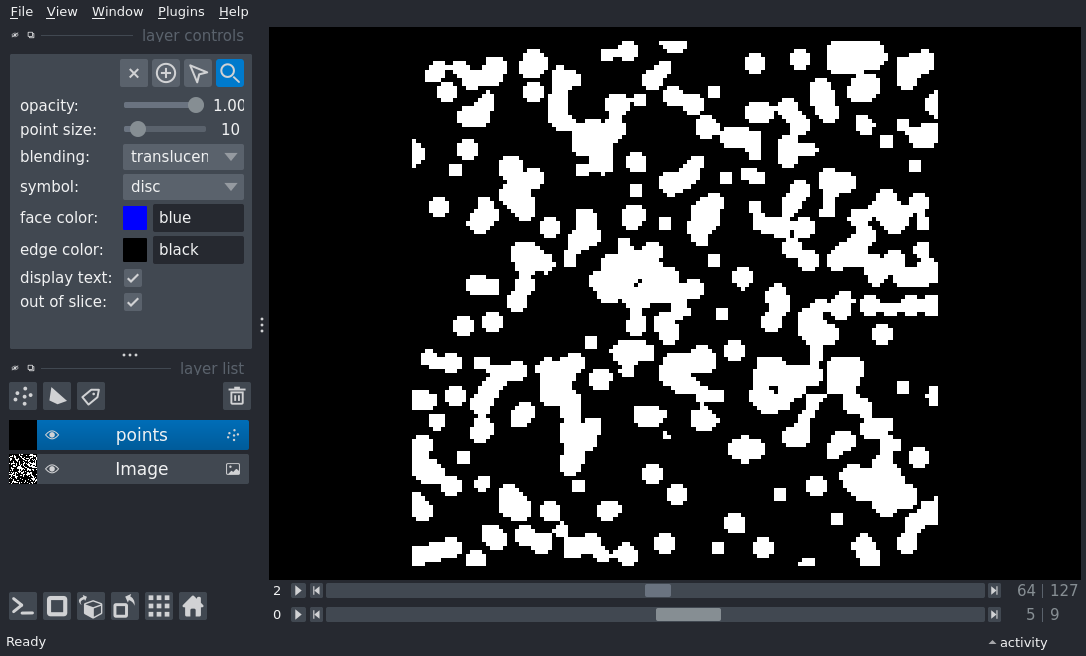 File View Window Plugins Help
layer controls
opacity: 1.00
point size: 10
blending: translucen
symbol: disc
face color: blue
edge color: black
display text:
out of slice:
layer list
points
Image
2 64 | 127
0 5 | 9
Ready activity